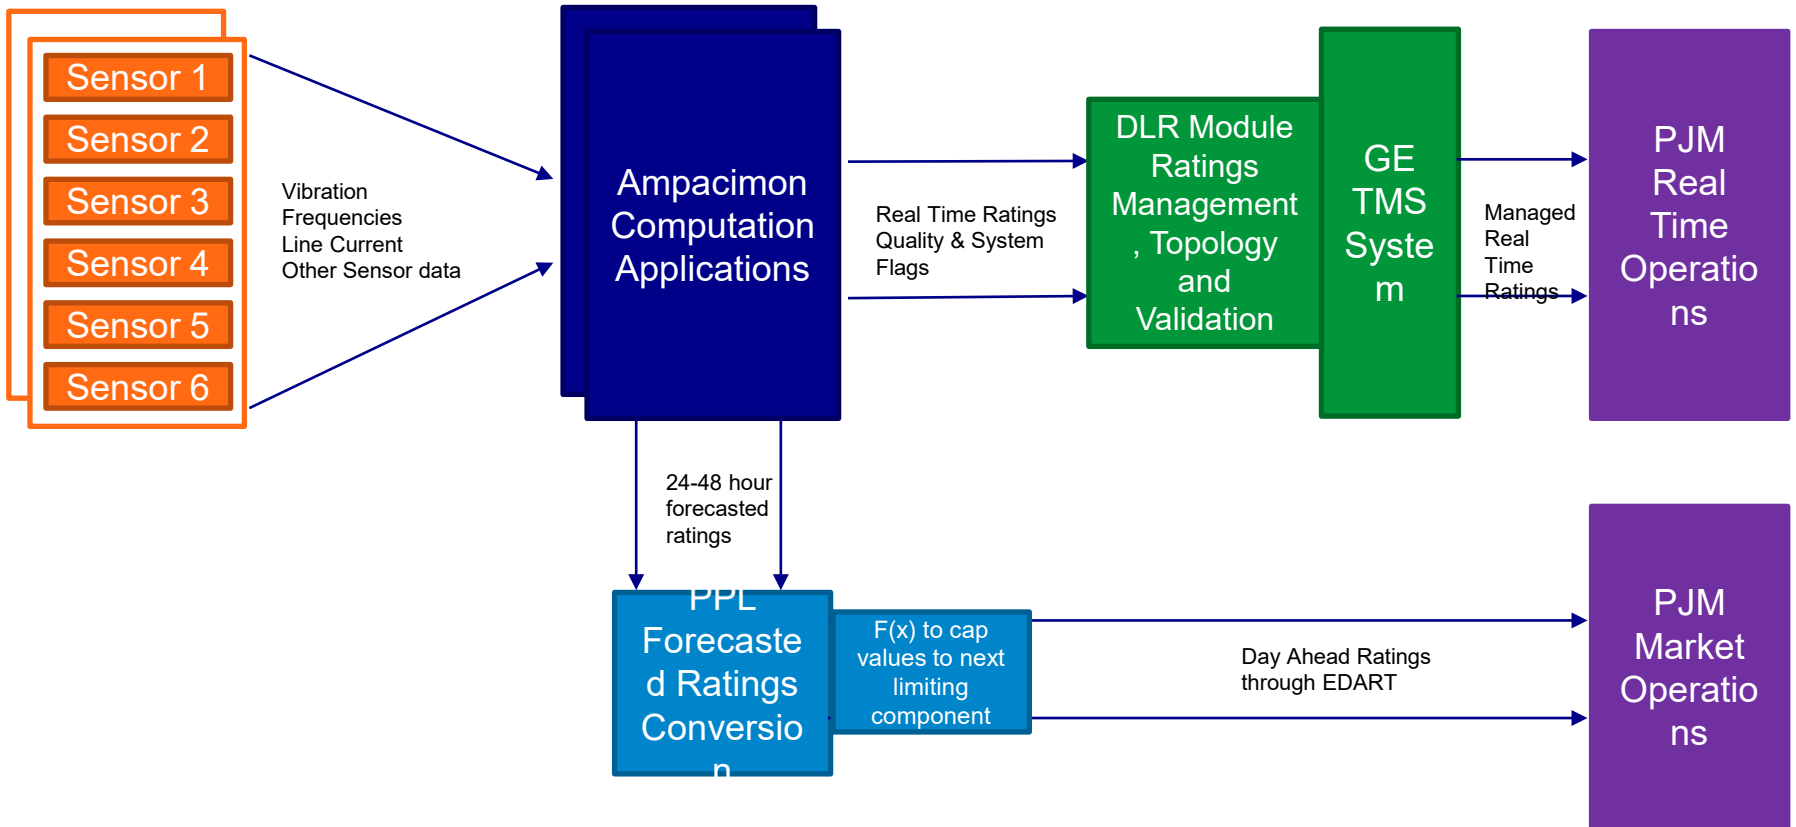 Sensor 1
Sensor 2
Sensor 3
Sensor 4
Sensor 5
Sensor 6
Vibration
Frequencies
Line Current
Other Sensor data
Ampacimon
Computation
Applications
Real Time Ratings
Quality & System
Flags
DLR Module
Ratings
Management
, Topology
and
Validation
GE
TMS
Syste
m
Managed
Real
Time
Ratings
PJM
Real
Time
Operatio
ns
24-48 hour
forecasted
ratings
PPL
Forecaste
d Ratings
Conversio
n
F(x) to cap
values to next
limiting
component
Day Ahead Ratings
through EDART
PJM
Market
Operatio
ns